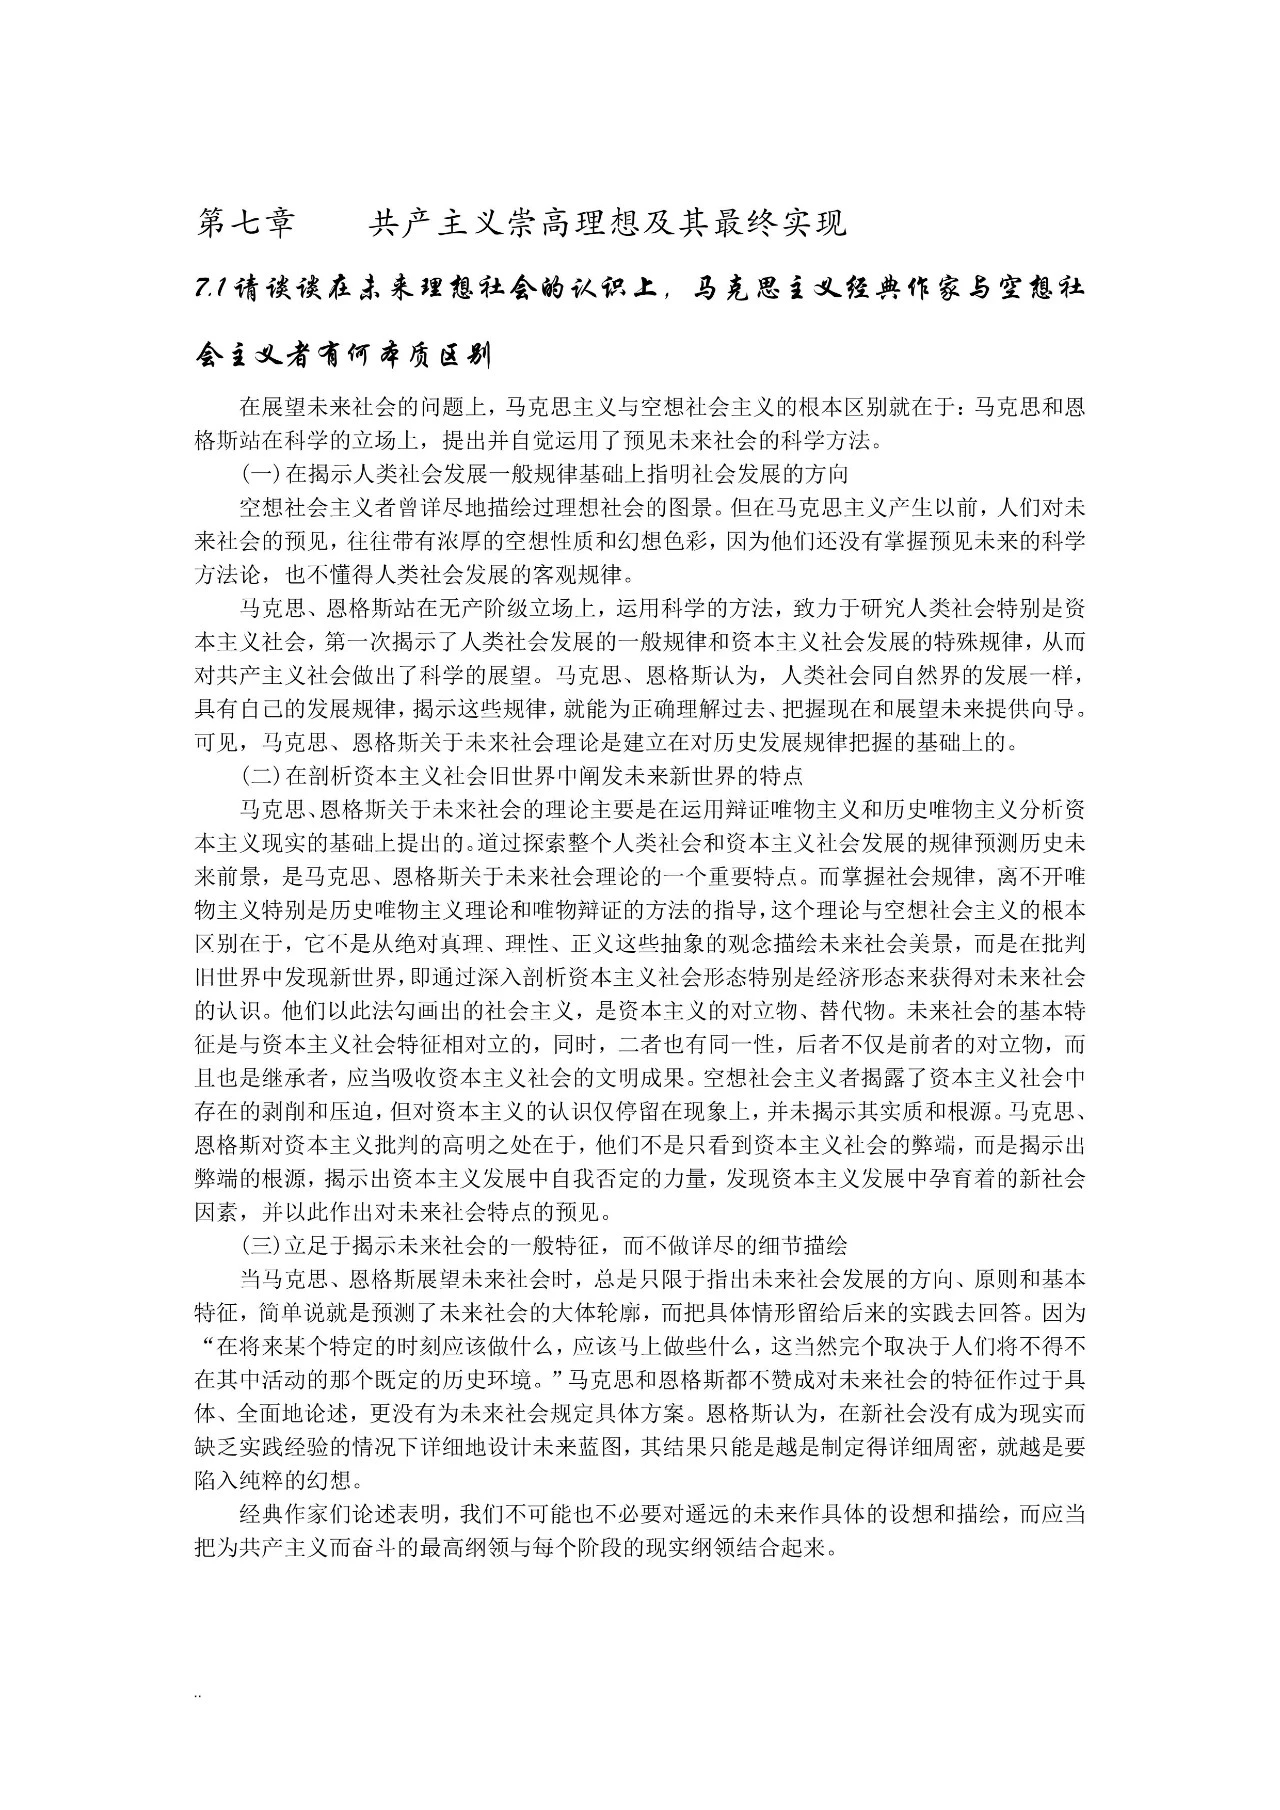 第七章  共产主义崇高理想及其最终实现
7.1请谈谈在未来理想社会的认识上，马克思主义经典作家与空想社
会主义者有何本质区别
在展望未来社会的问题上，马克思主义与空想社会主义的根本区别就在于：马克思和恩
格斯站在科学的立场上，提出并自觉运用了预见未来社会的科学方法。
(一)在揭示人类社会发展一般规律基础上指明社会发展的方向
空想社会主义者曾详尽地描绘过理想社会的图景。但在马克思主义产生以前，人们对未
来社会的预见，往往带有浓厚的空想性质和幻想色彩，因为他们还没有掌握预见未来的科学
方法论，也不懂得人类社会发展的客观规律。
马克思、恩格斯站在无产阶级立场上，运用科学的方法，致力于研究人类社会特别是资
本主义社会，第一次揭示了人类社会发展的一般规律和资本主义社会发展的特殊规律，从而
对共产主义社会做出了科学的展望。马克思、恩格斯认为，人类社会同自然界的发展一样，
具有自己的发展规律，揭示这些规律，就能为正确理解过去、把握现在和展望未来提供向导。
可见，马克思、恩格斯关于未来社会理论是建立在对历史发展规律把握的基础上的。
(二)在剖析资本主义社会旧世界中阐发未来新世界的特点
马克思、恩格斯关于未来社会的理论主要是在运用辩证唯物主义和历史唯物主义分析资
本主义现实的基础上提出的。道过探索整个人类社会和资本主义社会发展的规律预测历史未
来前景，是马克思、恩格斯关于未来社会理论的一个重要特点。而掌握社会规律，离不开唯
物主义特别是历史唯物主义理论和唯物辩证的方法的指导，这个理论与空想社会主义的根本
区别在于，它不是从绝对真理、理性、正义这些抽象的观念描绘未来社会美景，而是在批判
旧世界中发现新世界，即通过深入剖析资本主义社会形态特别是经济形态来获得对未来社会
的认识。他们以此法勾画出的社会主义，是资本主义的对立物、替代物。未来社会的基本特
征是与资本主义社会特征相对立的，同时，二者也有同一性，后者不仅是前者的对立物，而
且也是继承者，应当吸收资本主义社会的文明成果。空想社会主义者揭露了资本主义社会中
存在的剥削和压迫，但对资本主义的认识仅停留在现象上，并未揭示其实质和根源。马克思、
恩格斯对资本主义批判的高明之处在于，他们不是只看到资本主义社会的弊端，而是揭示出
弊端的根源，揭示出资本主义发展中自我否定的力量，发现资本主义发展中孕育着的新社会
因素，并以此作出对未来社会特点的预见。
(三)立足于揭示未来社会的一般特征，而不做详尽的细节描绘
当马克思、恩格斯展望未来社会时，总是只限于指出未来社会发展的方向、原则和基本
特征，简单说就是预测了未来社会的大体轮廓，而把具体情形留给后来的实践去回答。因为
“在将来某个特定的时刻应该做什么，应该马上做些什么，这当然完个取决于人们将不得不
在其中活动的那个既定的历史环境。”马克思和恩格斯都不赞成对未来社会的特征作过于具
体、全面地论述，更没有为未来社会规定具体方案。恩格斯认为，在新社会没有成为现实而
缺乏实践经验的情况下详细地设计未来蓝图，其结果只能是越是制定得详细周密，就越是要
陷入纯粹的幻想。
经典作家们论述表明，我们不可能也不必要对遥远的未来作具体的设想和描绘，而应当
把为共产主义而奋斗的最高纲领与每个阶段的现实纲领结合起来。
..